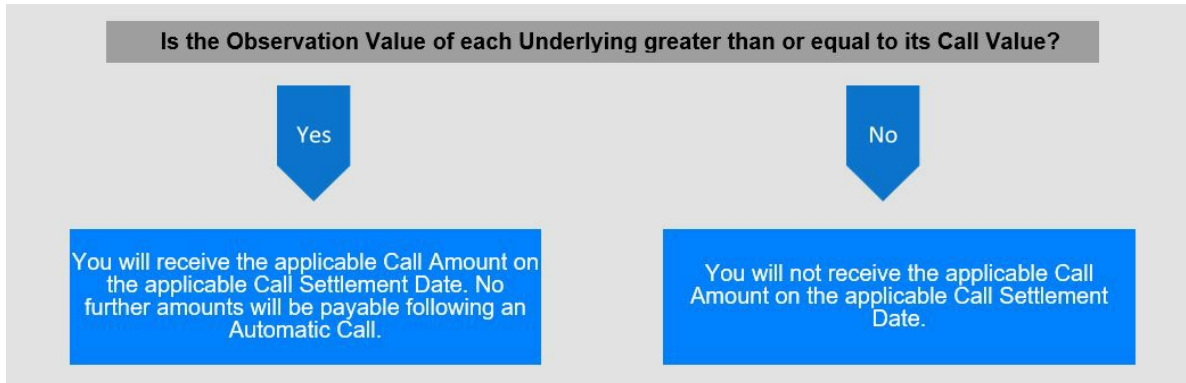 Is the Observation Value of each Underlying greater than or equal to its Call Value?
Yes
No
You will receive the applicable Call Amount on
the applicable Call Settlement Date. No
further amounts will be payable following an
Automatic Call.
You will not receive the applicable Call
Amount on the applicable Call Settlement
Date.